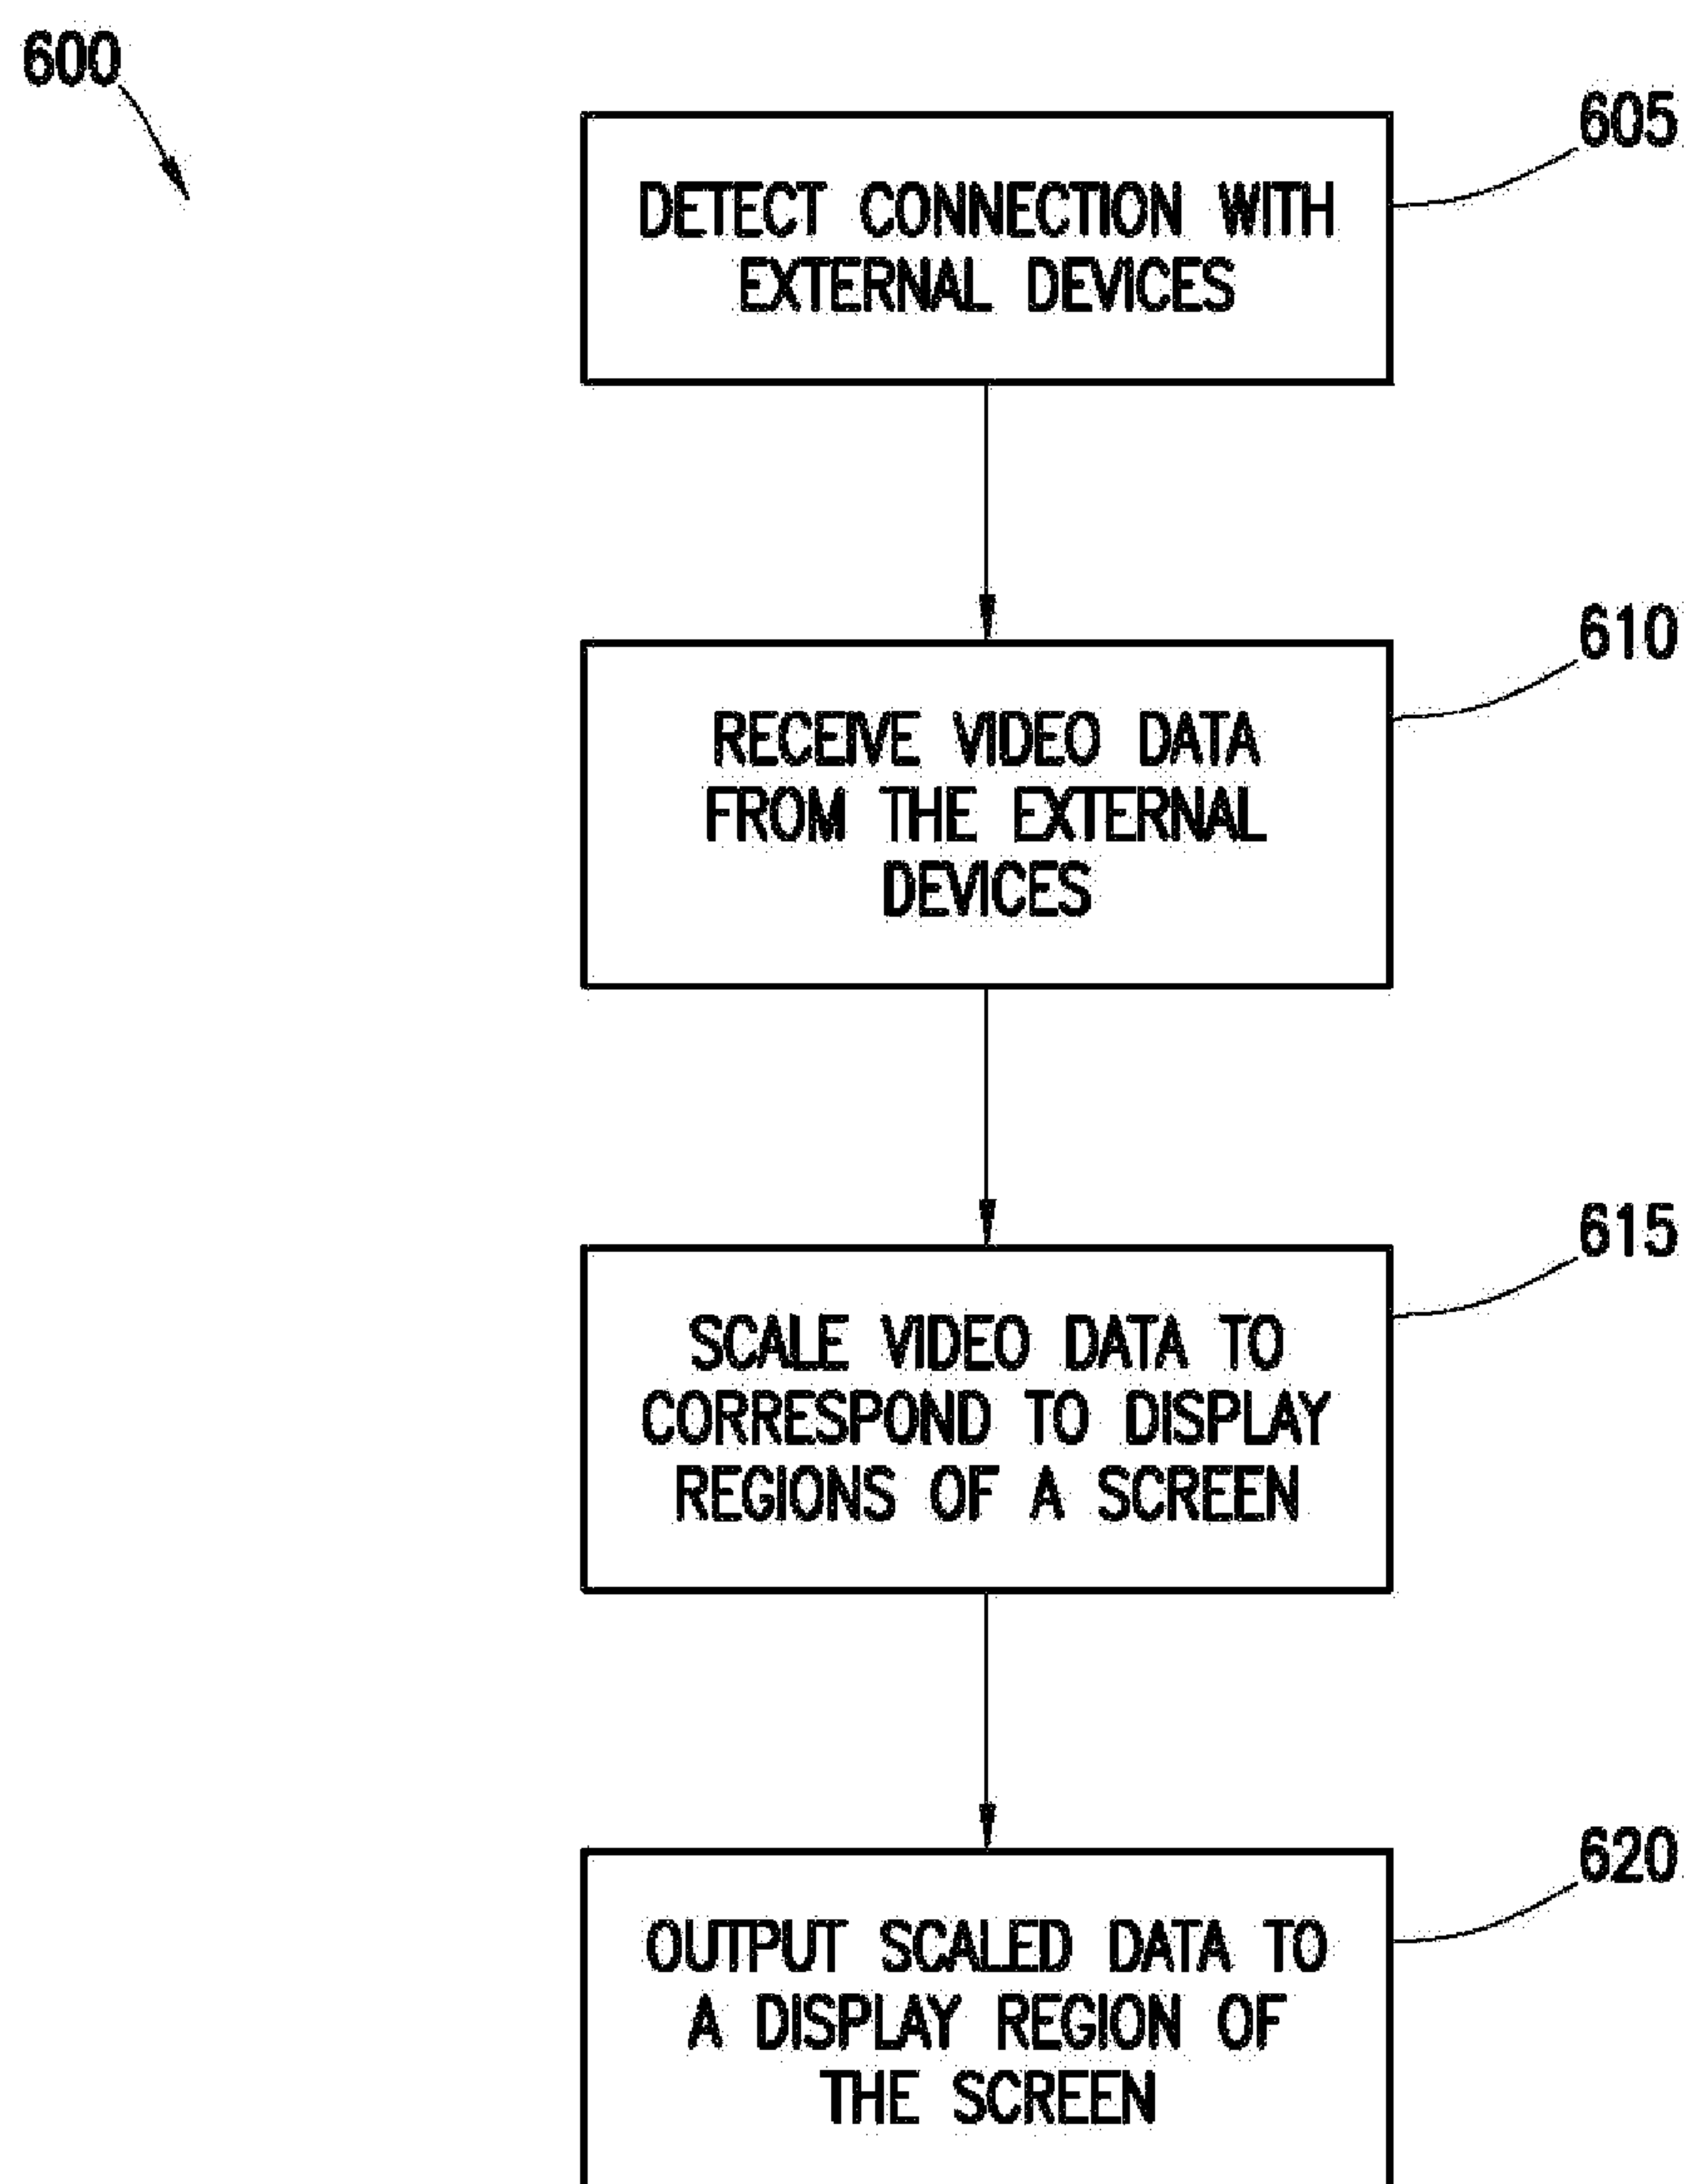 600
605
DETECT CONNECTION WITH
EXTERNAL DEVICES
610
RECEIVE VIDEO DATA
FROM THE EXTERNAL
DEVICES
615
SCALE VIDEO DATA TO
CORRESPOND TO DISPLAY
REGIONS OF A SCREEN
620
OUTPUT SCALED DATA TO
A DISPLAY REGION OF
THE SCREEN